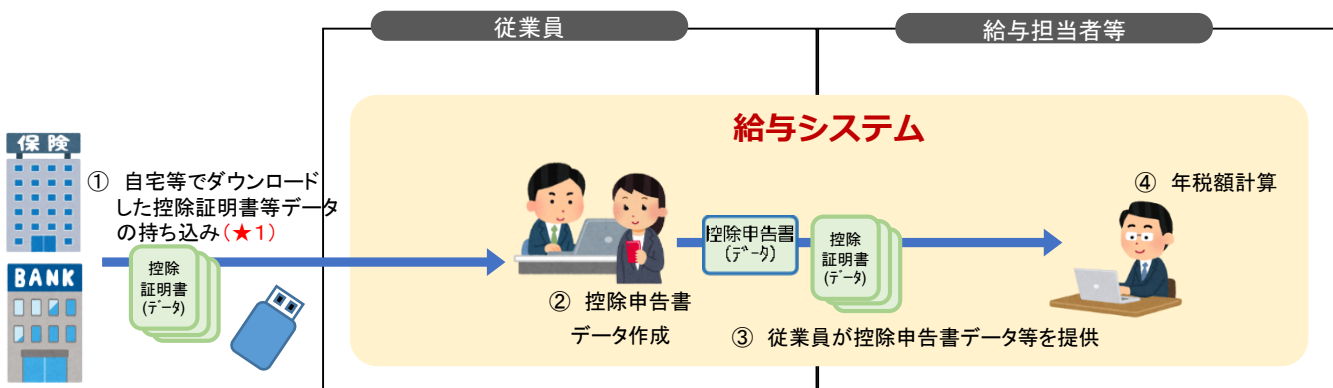 従業員
給与担当者等
給与システム
保険
① 自宅等でダウンロード
した控除証明書等データ
の持ち込み(★1)
BANK
控除
証明書
(データ)
② 控除申告書
データ作成
控除申告書
(データ)
控除
証明書
(データ)
③ 従業員が控除申告書データ等を提供
④ 年税額計算